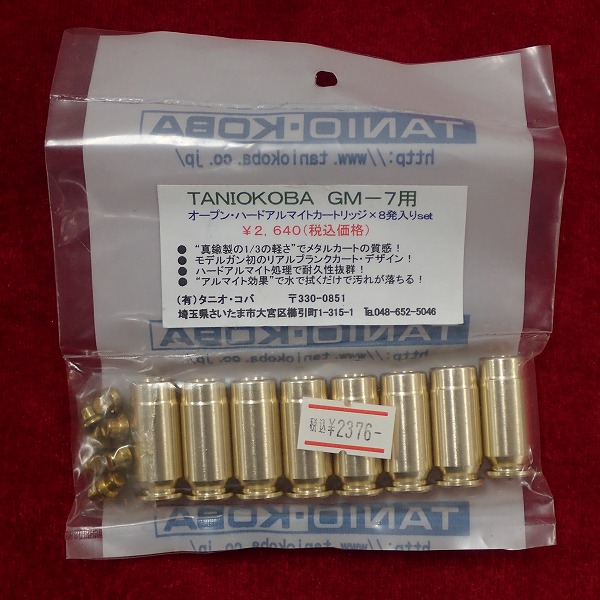 TANIO・KOBA
http://www.taniokoba.co.jp/
TANIOKOBA GM－7用
オープン・ハードアルマイトカートリッジ×8発入りset
￥2,640(税込価格)
● “真鍮製の1/3の軽さ”でメタルカートの質感！
● モデルガン初のリアルブランクカート・デザイン！
● ハードアルマイト処理で耐久性抜群！
● “アルマイト効果”で水で拭くだけで汚れが落ちる！
(有)タニオ・コバ 〒330-0851
埼玉県さいたま市大宮区櫛引町1-315-1 ℡048-652-5046
税込¥2376-
TANIO・KOBA